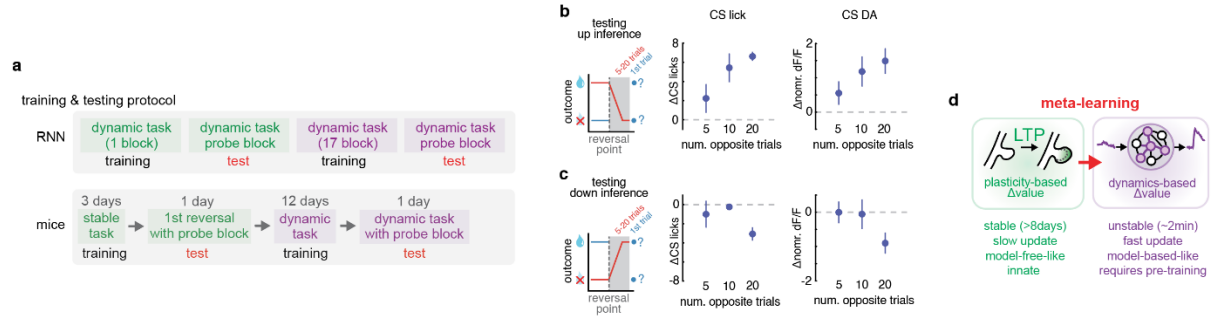 a
training & testing protocol
RNN
dynamic task
(1 block)
training
dynamic task
probe block
test
dynamic task
(17 block)
training
dynamic task
probe block
test
mice
3 days
stable
task
training
1 day
1st reversal
with probe block
test
12 days
dynamic
task
training
1 day
dynamic task
with probe block
test
b
testing
up inference
5-20 trials
1st trial
?
?
outcome
reversal
point
CS lick
ΔCS licks
8
0
5 10 20
num. opposite trials
CS DA
Δnomr. dF/F
2
0
5 10 20
num. opposite trials
c
testing
down inference
5-20 trials
1st trial
?
?
outcome
reversal
point
ΔCS licks
0
-8
5 10 20
num. opposite trials
Δnomr. dF/F
1
0
-2
5 10 20
num. opposite trials
d
meta-learning
LTP
plasticity-based
Δvalue
stable (>8days)
slow update
model-free-like
innate
dynamics-based
Δvalue
unstable (~2min)
fast update
model-based-like
requires pre-training